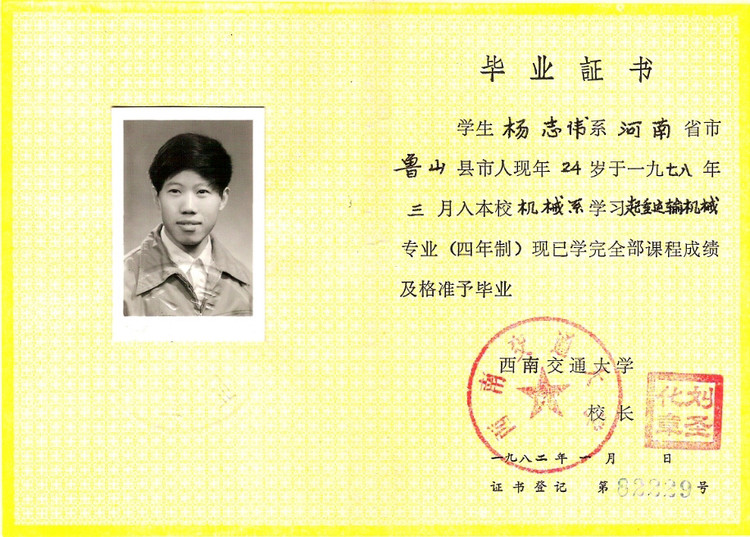 毕业証书
学生杨志伟系河南省市
鲁山县市人现年24岁于一九七八年
三月入本校机械系学习起重运输机械
专业（四年制）现已学完全部课程成绩
及格准予毕业
西南交通大学
西南交通大学
校长
刘圣化章
一九八二年一月 日
证书登记 第82229号